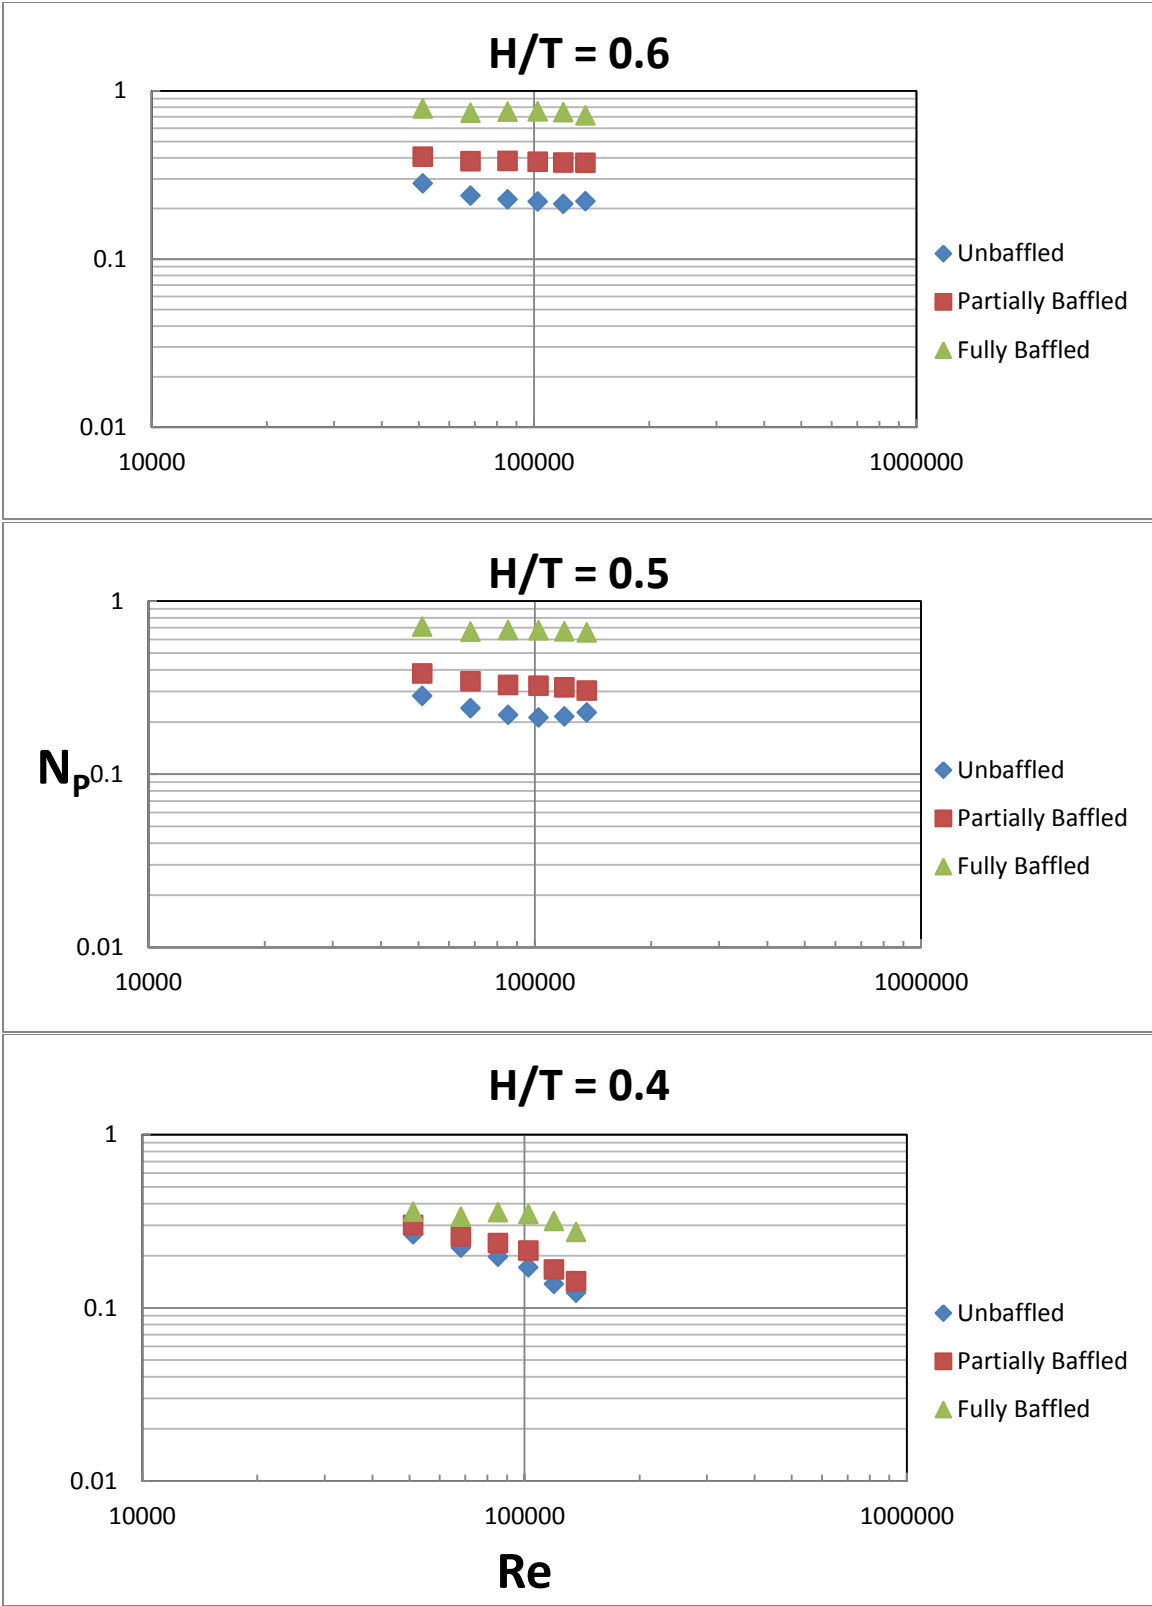 H/T = 0.6
1
0.1
0.01
10000 100000 1000000
Unbaffled
Partially Baffled
Fully Baffled
H/T = 0.5
1
NP
0.1
0.01
10000 100000 1000000
Unbaffled
Partially Baffled
Fully Baffled
H/T = 0.4
1
0.1
0.01
10000 100000 1000000
Unbaffled
Partially Baffled
Fully Baffled
Re